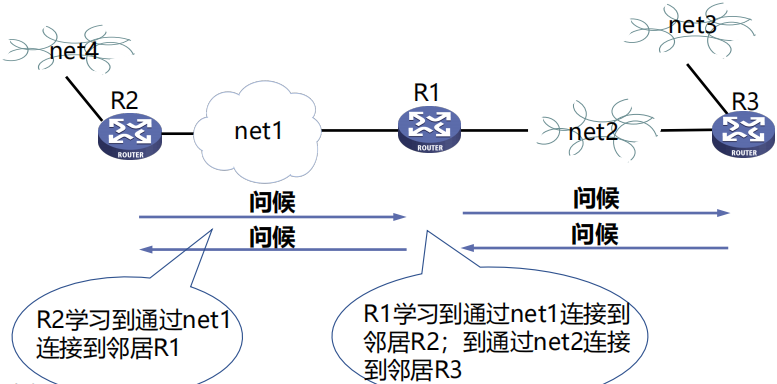 net4
net3
R2
R1
R3
net1
net2
ROUTER
ROUTER
ROUTER
问候
问候
问候
问候
R2学习到通过net1
连接到邻居R1
R1学习到通过net1连接到
邻居R2；到通过net2连接
到邻居R3